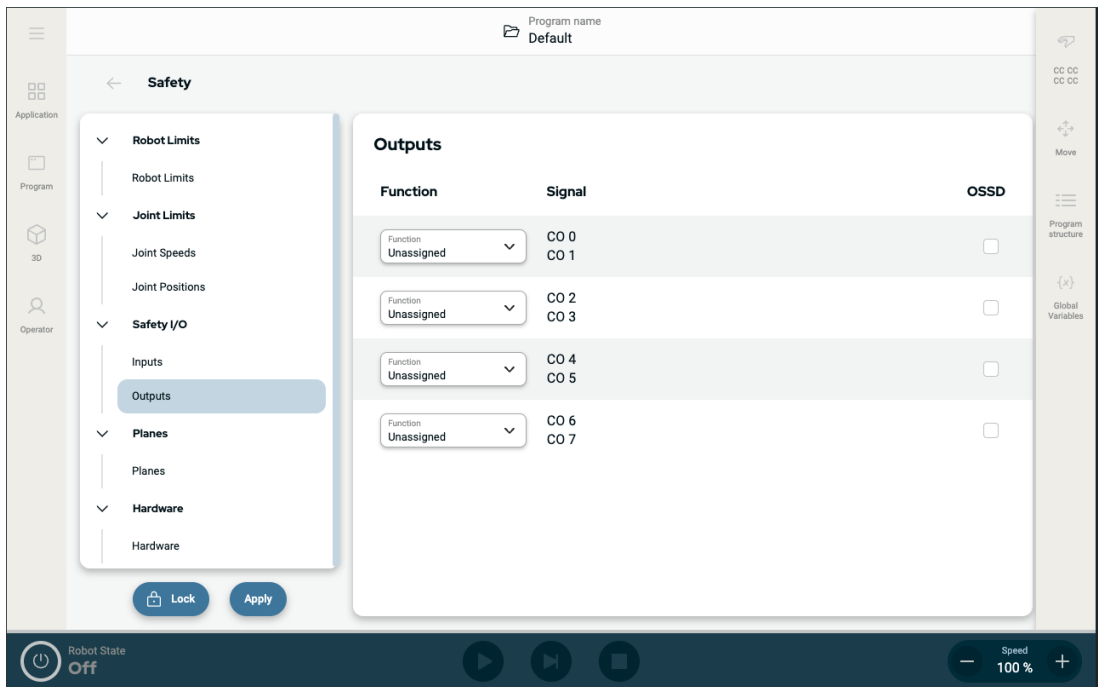 Program name
Default
Application
Program
3D
Operator
Safety
Robot Limits
Robot Limits
Joint Limits
Joint Speeds
Joint Positions
Safety I/O
Inputs
Outputs
Planes
Planes
Hardware
Hardware
Lock
Apply
Outputs
Function
Signal
OSSD
Function
Unassigned
CO 0
CO 1
Function
Unassigned
CO 2
CO 3
Function
Unassigned
CO 4
CO 5
Function
Unassigned
CO 6
CO 7
CC CC
CC CC
Move
Program
structure
{x}
Global
Variables
Robot State
Off
Speed
100 %